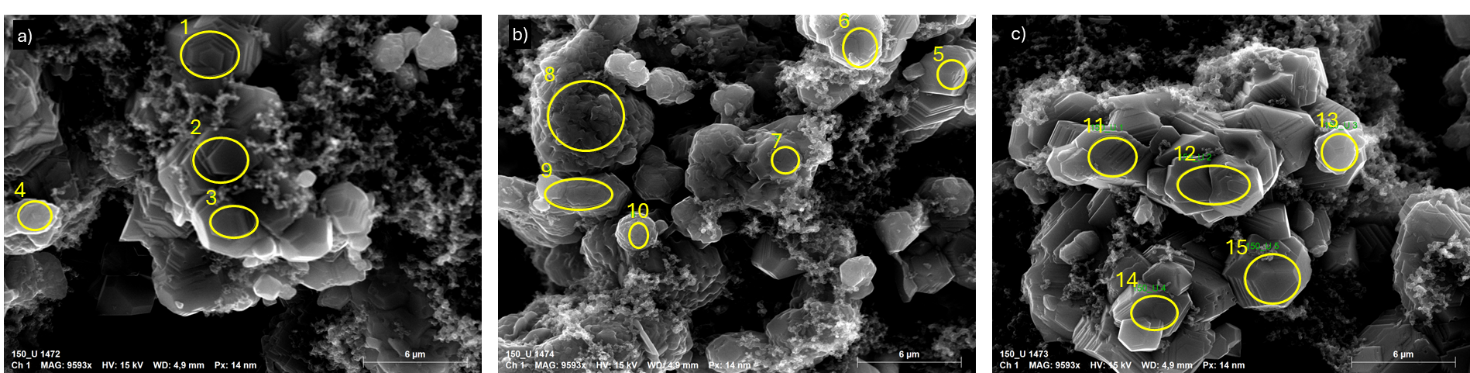 a)
1
2
3
4
150_U 1472
Ch 1 MAG: 9593x HV: 15 kV WD: 4,9 mm Px: 14 nm
6 µm
b)
6
5
8
7
9
10
150_U 1474
Ch 1 MAG: 9593x HV: 15 kV WD: 4,9 mm Px: 14 nm
6 µm
c)
11
13
12
15
14
150_U 1473
Ch 1 MAG: 9593x HV: 15 kV WD: 4,9 mm Px: 14 nm
6 µm